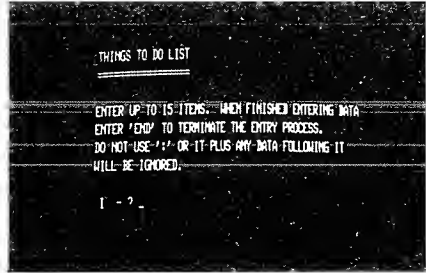 THINGS TO DO LIST
ENTER UP TO 15 ITEMS. WHEN FINISHED ENTERING DATA
ENTER 'END' TO TERMINATE THE ENTRY PROCESS.
DO NOT USE ':' OR IT PLUS ANY DATA FOLLOWING IT
WILL BE IGNORED.
1 - ? _